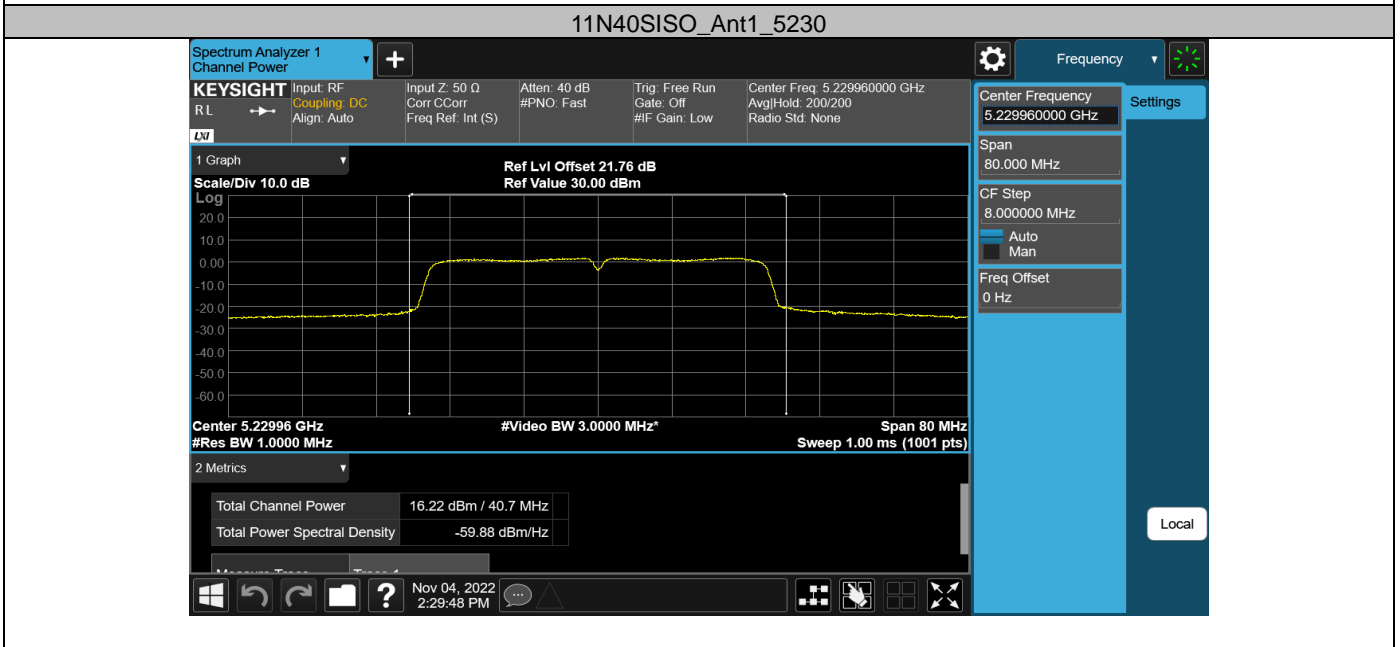 11N40SISO_Ant1_5230
Spectrum Analyzer 1
Channel Power
+
Frequency
KEYSIGHT
R L
LXI
Input: RF
Coupling: DC
Align: Auto
Input Z: 50 Ω
Corr CCorr
Freq Ref: Int (S)
Atten: 40 dB
#PNO: Fast
Trig: Free Run
Gate: Off
#IF Gain: Low
Center Freq: 5.229960000 GHz
Avg|Hold: 200/200
Radio Std: None
Center Frequency
5.229960000 GHz
Settings
Span
80.000 MHz
CF Step
8.000000 MHz
Auto
Man
Freq Offset
0 Hz
Local
1 Graph
Scale/Div 10.0 dB
Ref Lvl Offset 21.76 dB
Ref Value 30.00 dBm
Log
20.0
10.0
0.00
-10.0
-20.0
-30.0
-40.0
-50.0
-60.0
Center 5.22996 GHz
#Video BW 3.0000 MHz*
Span 80 MHz
#Res BW 1.0000 MHz
Sweep 1.00 ms (1001 pts)
2 Metrics
Total Channel Power 16.22 dBm / 40.7 MHz
Total Power Spectral Density -59.88 dBm/Hz
Measure Trace Trace 1
?
Nov 04, 2022
2:29:48 PM